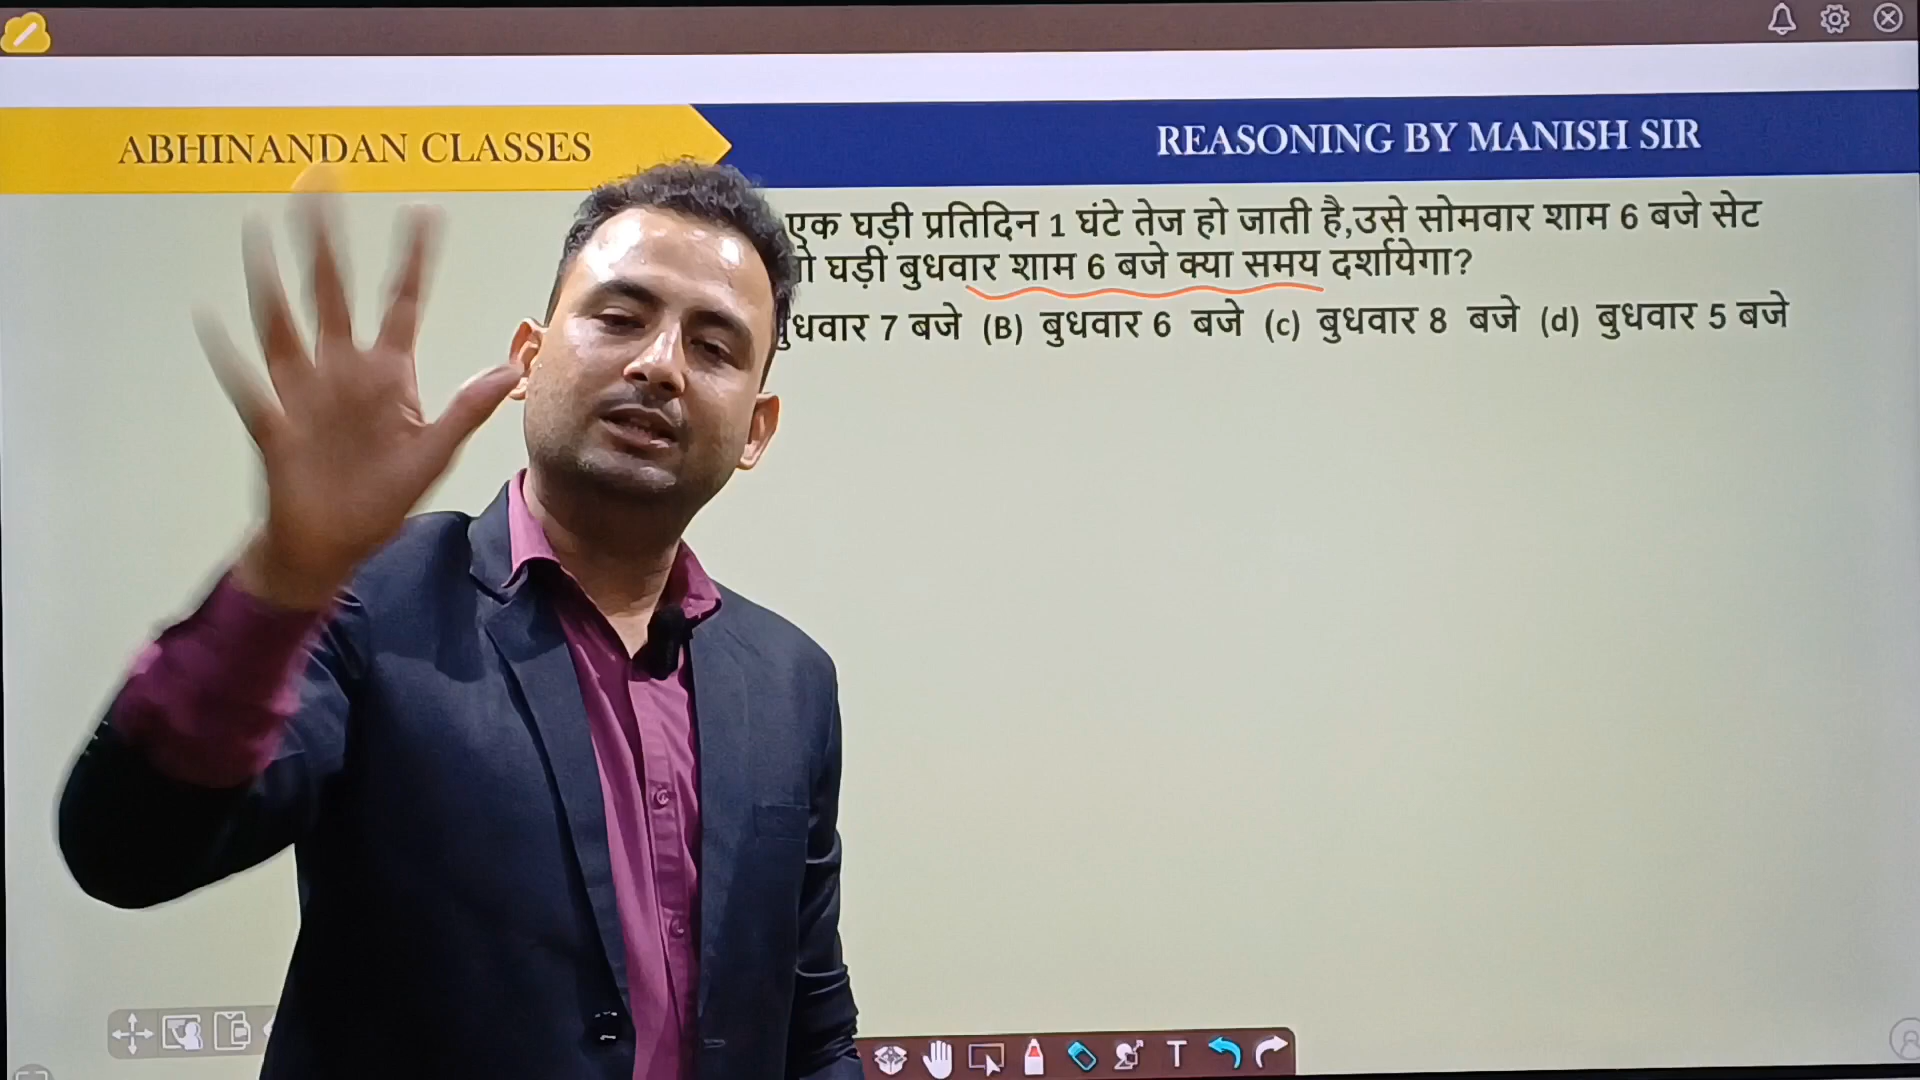 ABHINANDAN CLASSES
REASONING BY MANISH SIR
एक घड़ी प्रतिदिन 1 घंटे तेज हो जाती है,उसे सोमवार शाम 6 बजे सेट
घड़ी बुधवार शाम 6 बजे क्या समय दर्शायेगा?
बुधवार 7 बजे (B) बुधवार 6 बजे (c) बुधवार 8 बजे (d) बुधवार 5 बजे
T